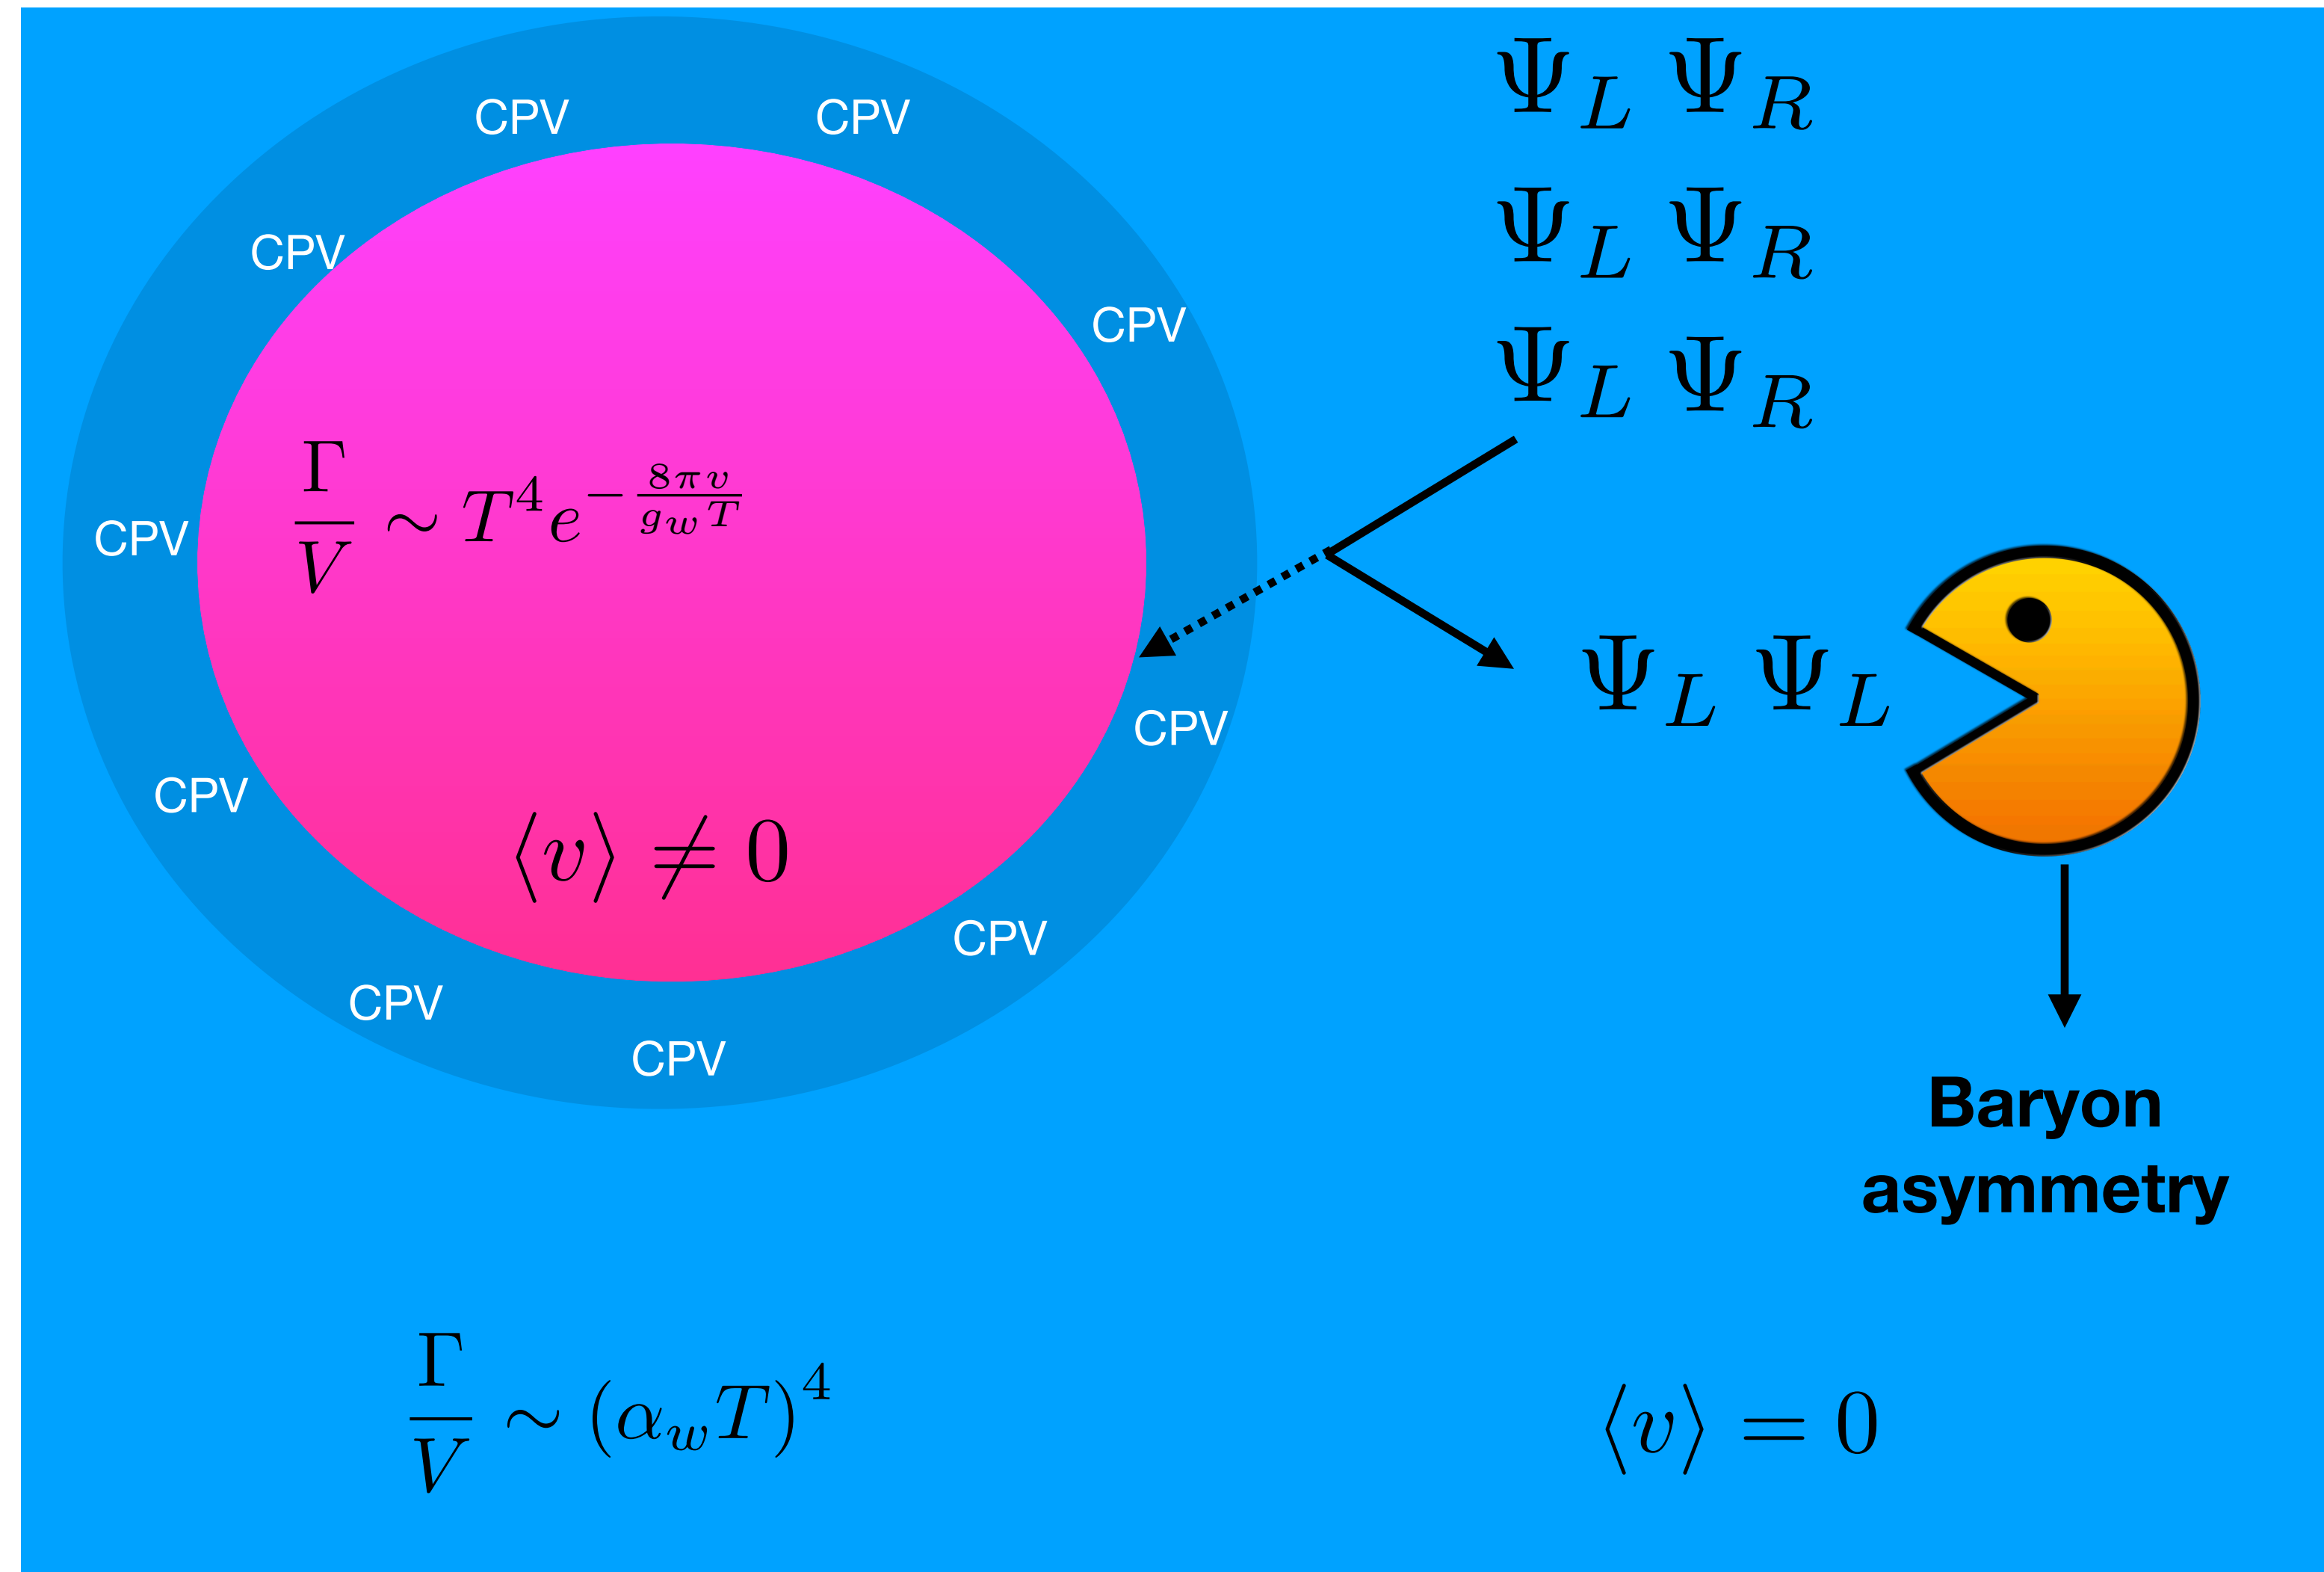 Ψ_L Ψ_R
CPV CPV
Ψ_L Ψ_R
CPV
CPV
Ψ_L Ψ_R
Γ/V ∼ T^4 e^{−8πv/(g_w T)}
CPV
Ψ_L Ψ_L
CPV
CPV
⟨v⟩ ≠ 0
CPV
CPV
CPV
Baryon
asymmetry
Γ/V ∼ (α_w T)^4
⟨v⟩ = 0